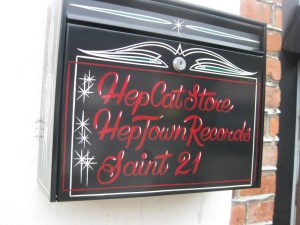 HepCat Store
HepTown Records
Saint 21